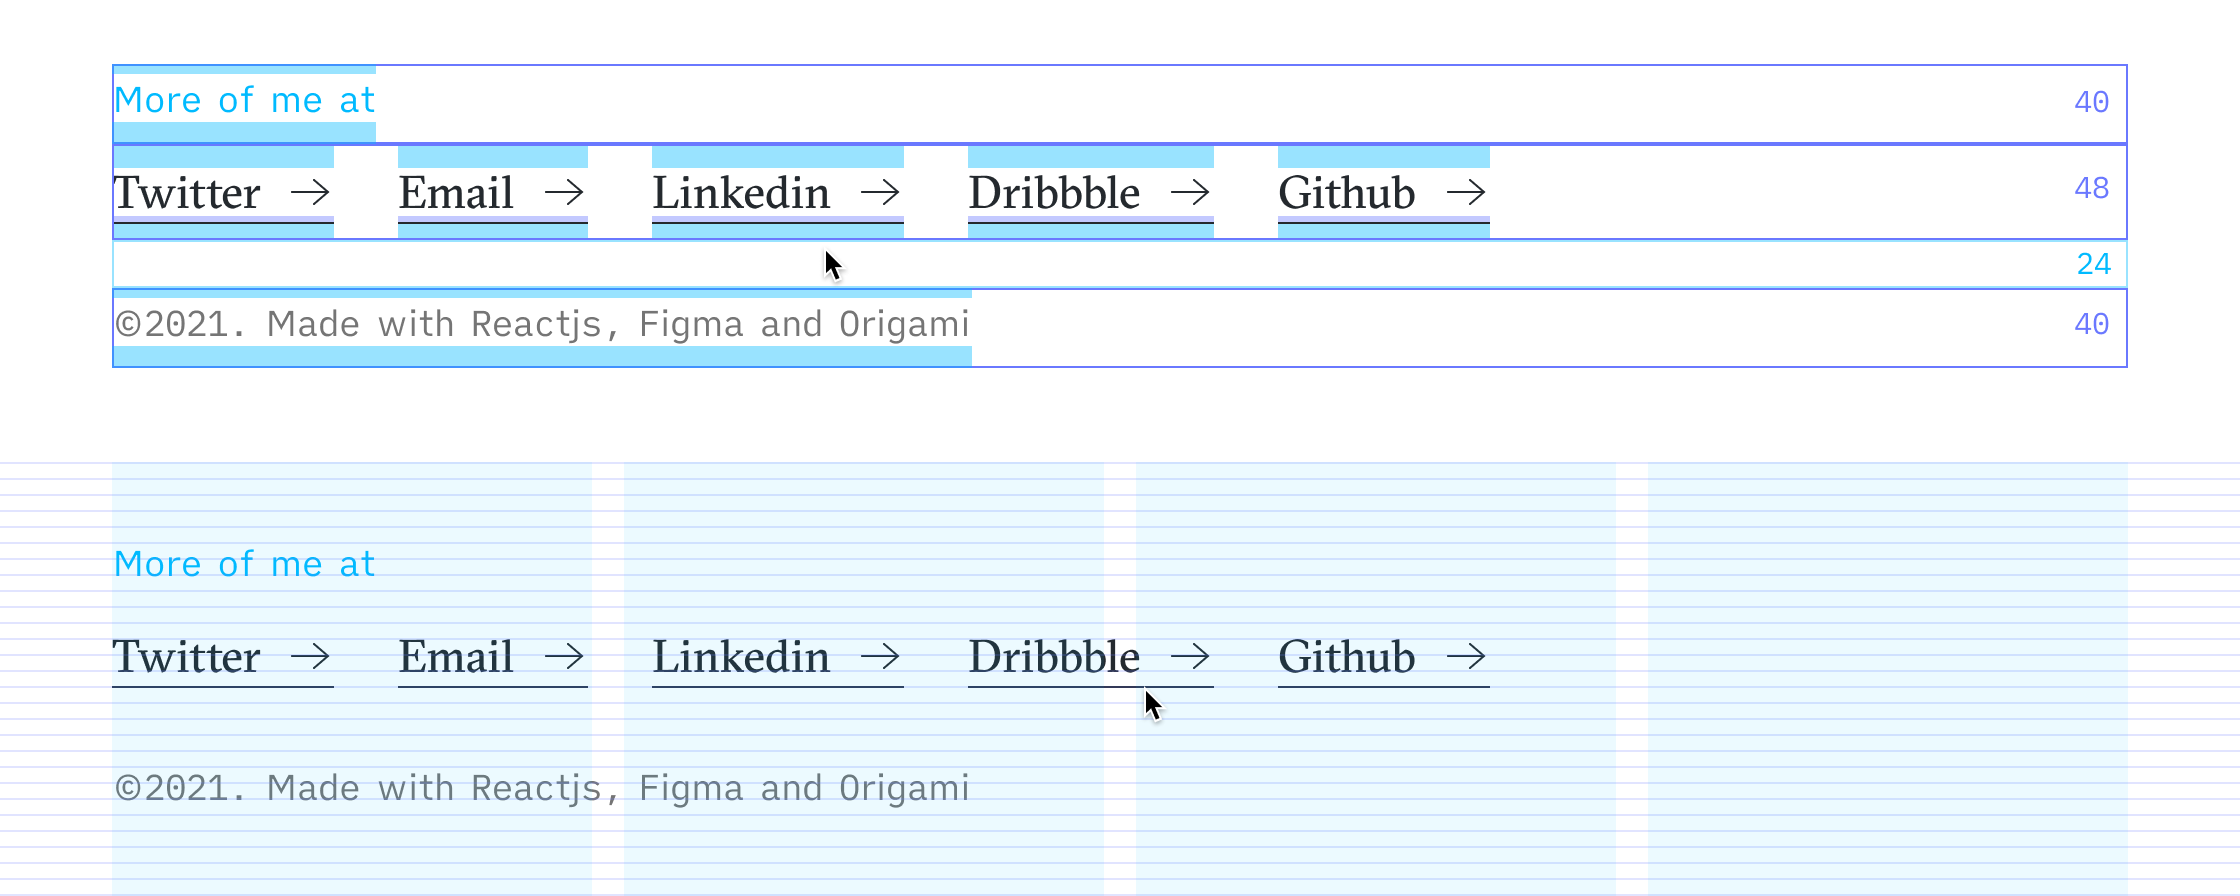 More of me at 40
Twitter → Email → Linkedin → Dribbble → Github → 48
24
©2021. Made with Reactjs, Figma and Origami 40
More of me at
Twitter → Email → Linkedin → Dribbble → Github →
©2021. Made with Reactjs, Figma and Origami